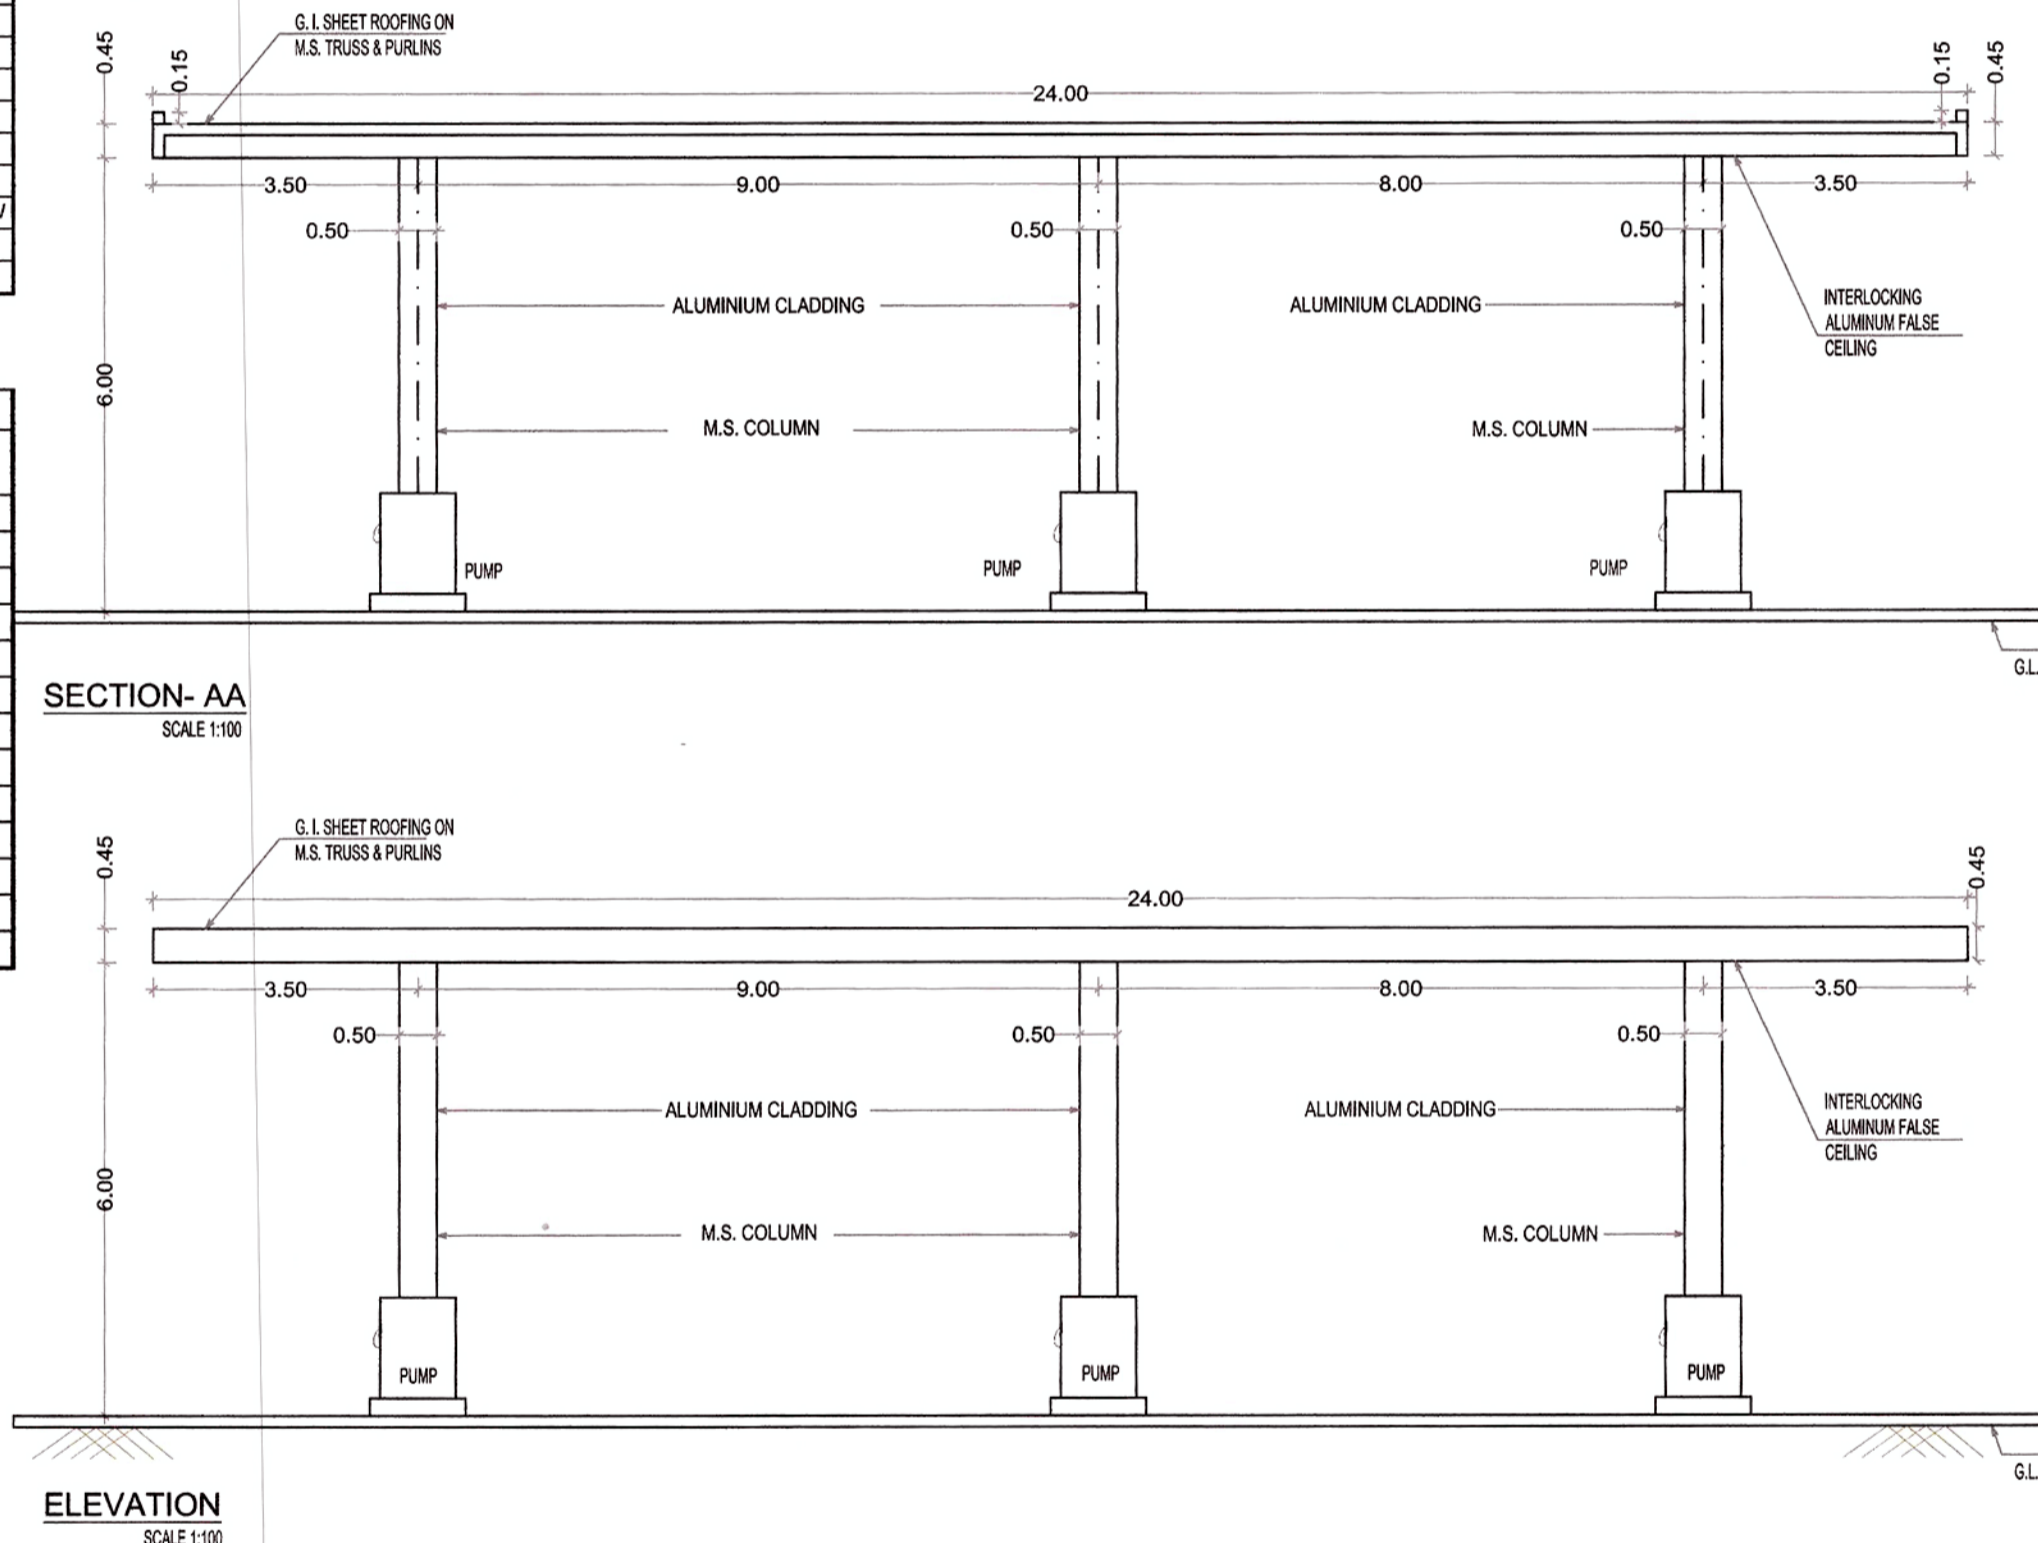 G. I. SHEET ROOFING ON
M.S. TRUSS & PURLINS
0.45
0.15
24.00
0.15
0.45
3.50
9.00
8.00
3.50
0.50
0.50
0.50
ALUMINIUM CLADDING
ALUMINIUM CLADDING
INTERLOCKING
ALUMINUM FALSE
CEILING
6.00
M.S. COLUMN
M.S. COLUMN
PUMP
PUMP
PUMP
G.L.
SECTION- AA
SCALE 1:100
G. I. SHEET ROOFING ON
M.S. TRUSS & PURLINS
0.45
24.00
0.45
3.50
9.00
8.00
3.50
0.50
0.50
0.50
ALUMINIUM CLADDING
ALUMINIUM CLADDING
INTERLOCKING
ALUMINUM FALSE
CEILING
6.00
M.S. COLUMN
M.S. COLUMN
PUMP
PUMP
PUMP
G.L.
ELEVATION
SCALE 1:100